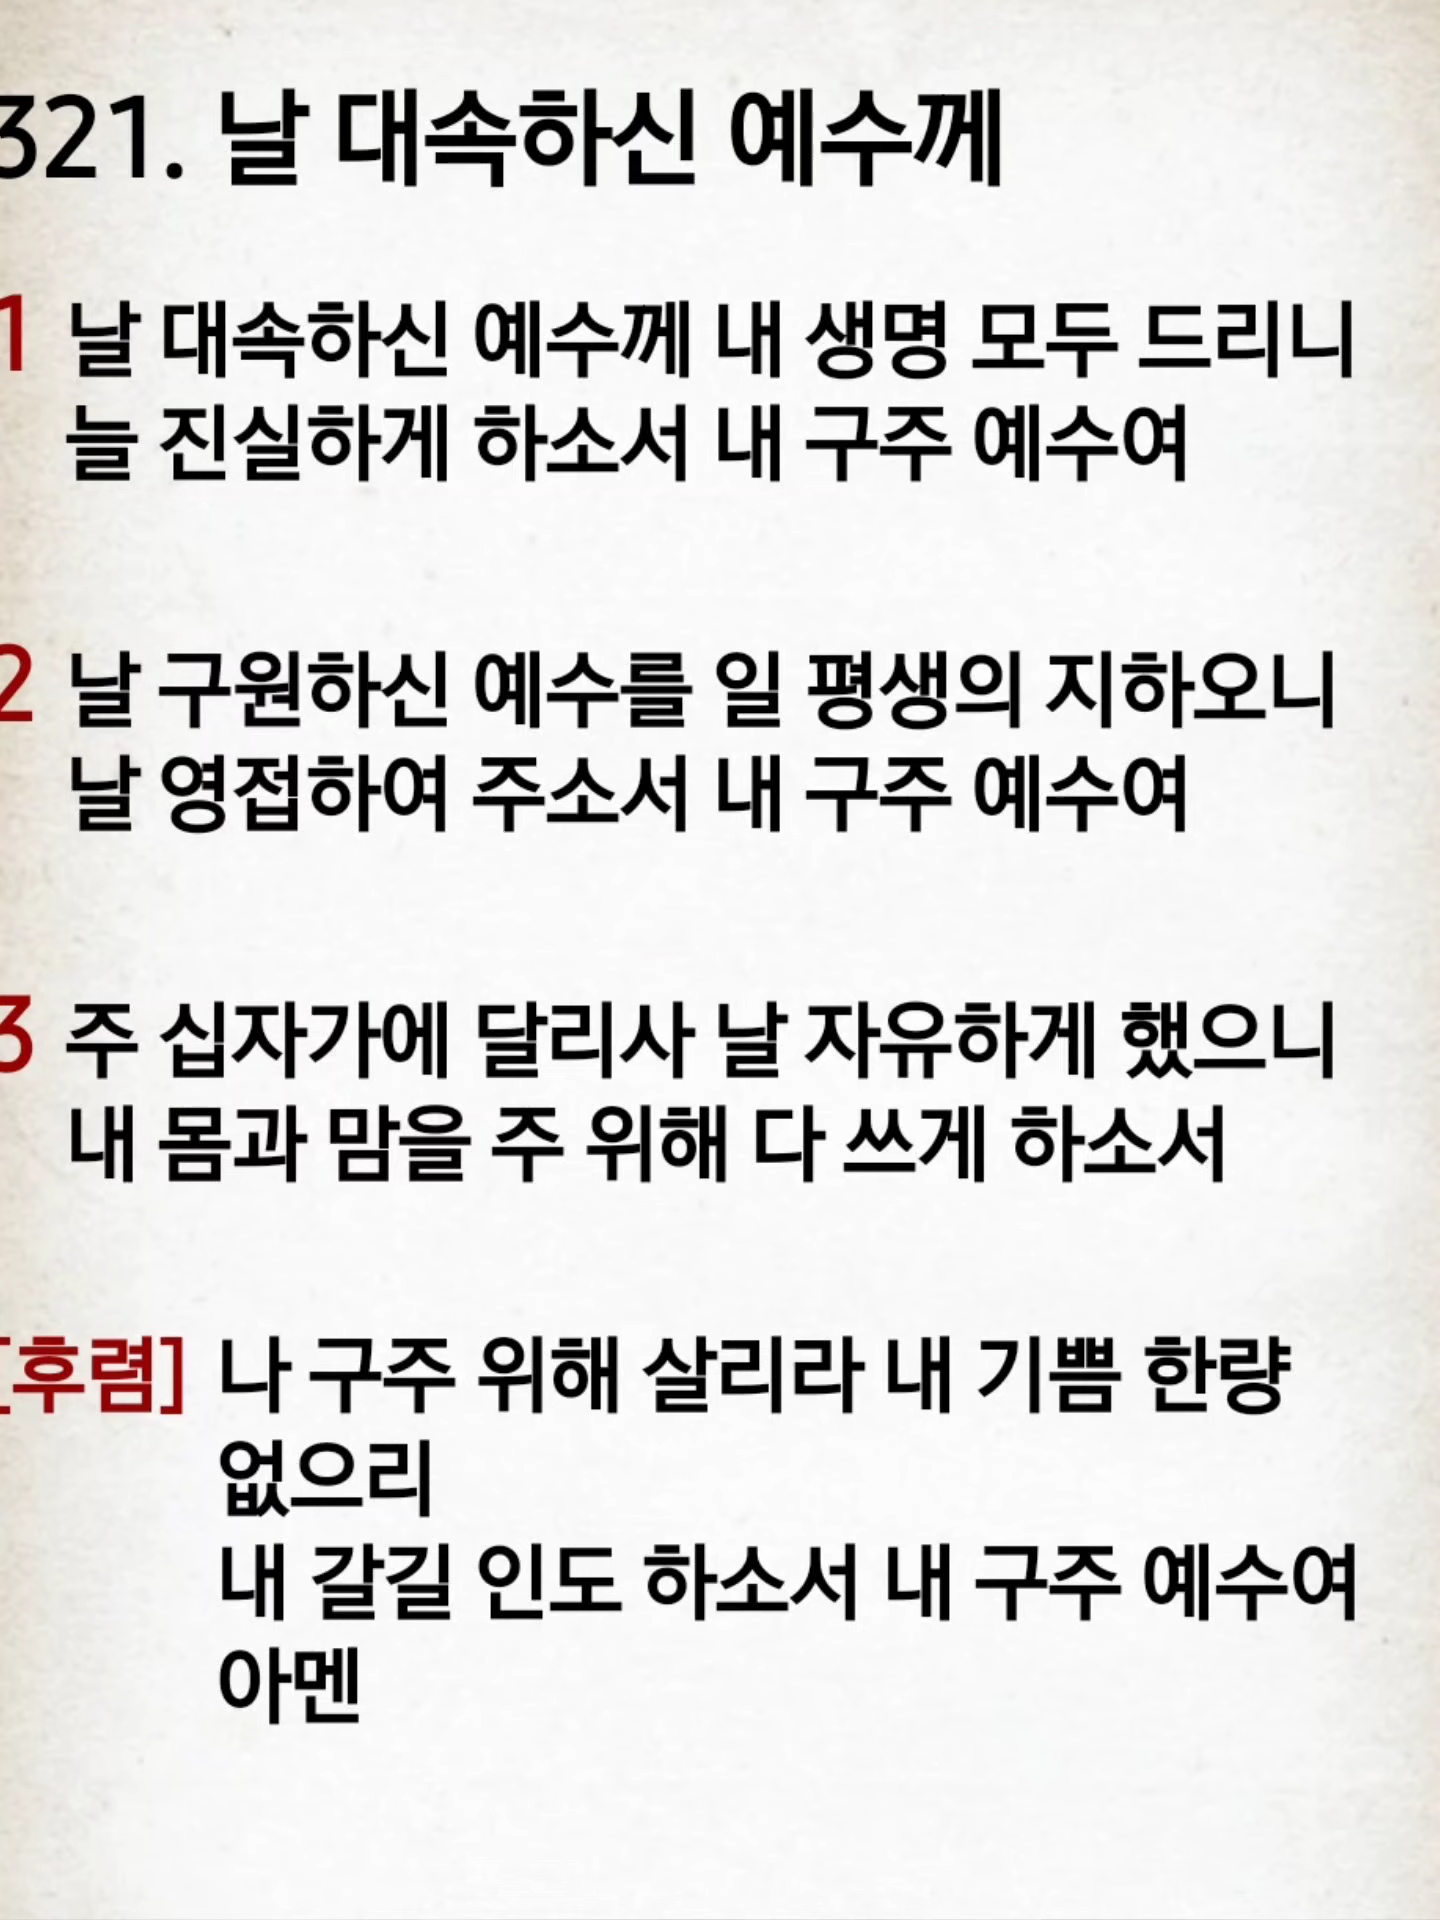 321. 날 대속하신 예수께
1 날 대속하신 예수께 내 생명 모두 드리니
늘 진실하게 하소서 내 구주 예수여
2 날 구원하신 예수를 일 평생의 지하오니
날 영접하여 주소서 내 구주 예수여
3 주 십자가에 달리사 날 자유하게 했으니
내 몸과 맘을 주 위해 다 쓰게 하소서
[후렴] 나 구주 위해 살리라 내 기쁨 한량
없으리
내 갈길 인도 하소서 내 구주 예수여
아멘